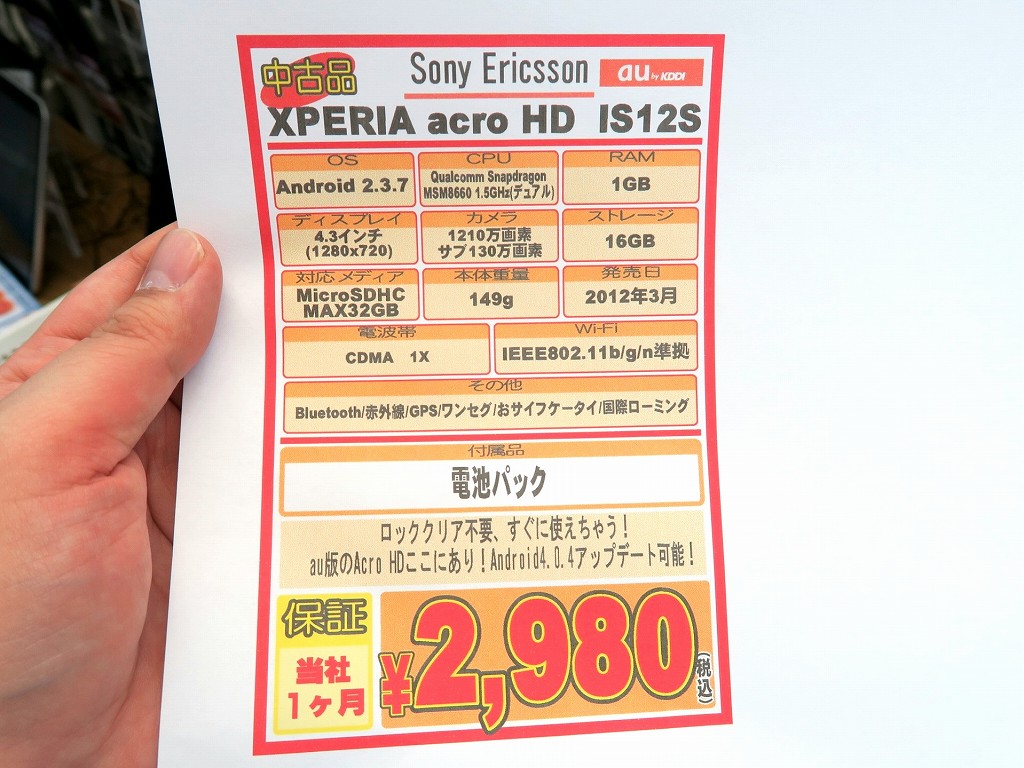 中古品 Sony Ericsson au by KDDI
XPERIA acro HD IS12S
OS
Android 2.3.7
CPU
Qualcomm Snapdragon
MSM8660 1.5GHz(デュアル)
RAM
1GB
ディスプレイ
4.3インチ
(1280x720)
カメラ
1210万画素
サブ130万画素
ストレージ
16GB
対応メディア
MicroSDHC
MAX32GB
本体重量
149g
発売日
2012年3月
電波帯
CDMA 1X
Wi-Fi
IEEE802.11b/g/n準拠
その他
Bluetooth/赤外線/GPS/ワンセグ/おサイフケータイ/国際ローミング
付属品
電池パック
ロッククリア不要、すぐに使えちゃう!
au版のAcro HDここにあり!Android4.0.4アップデート可能!
保証
当社
1ヶ月
¥2,980
(税込)